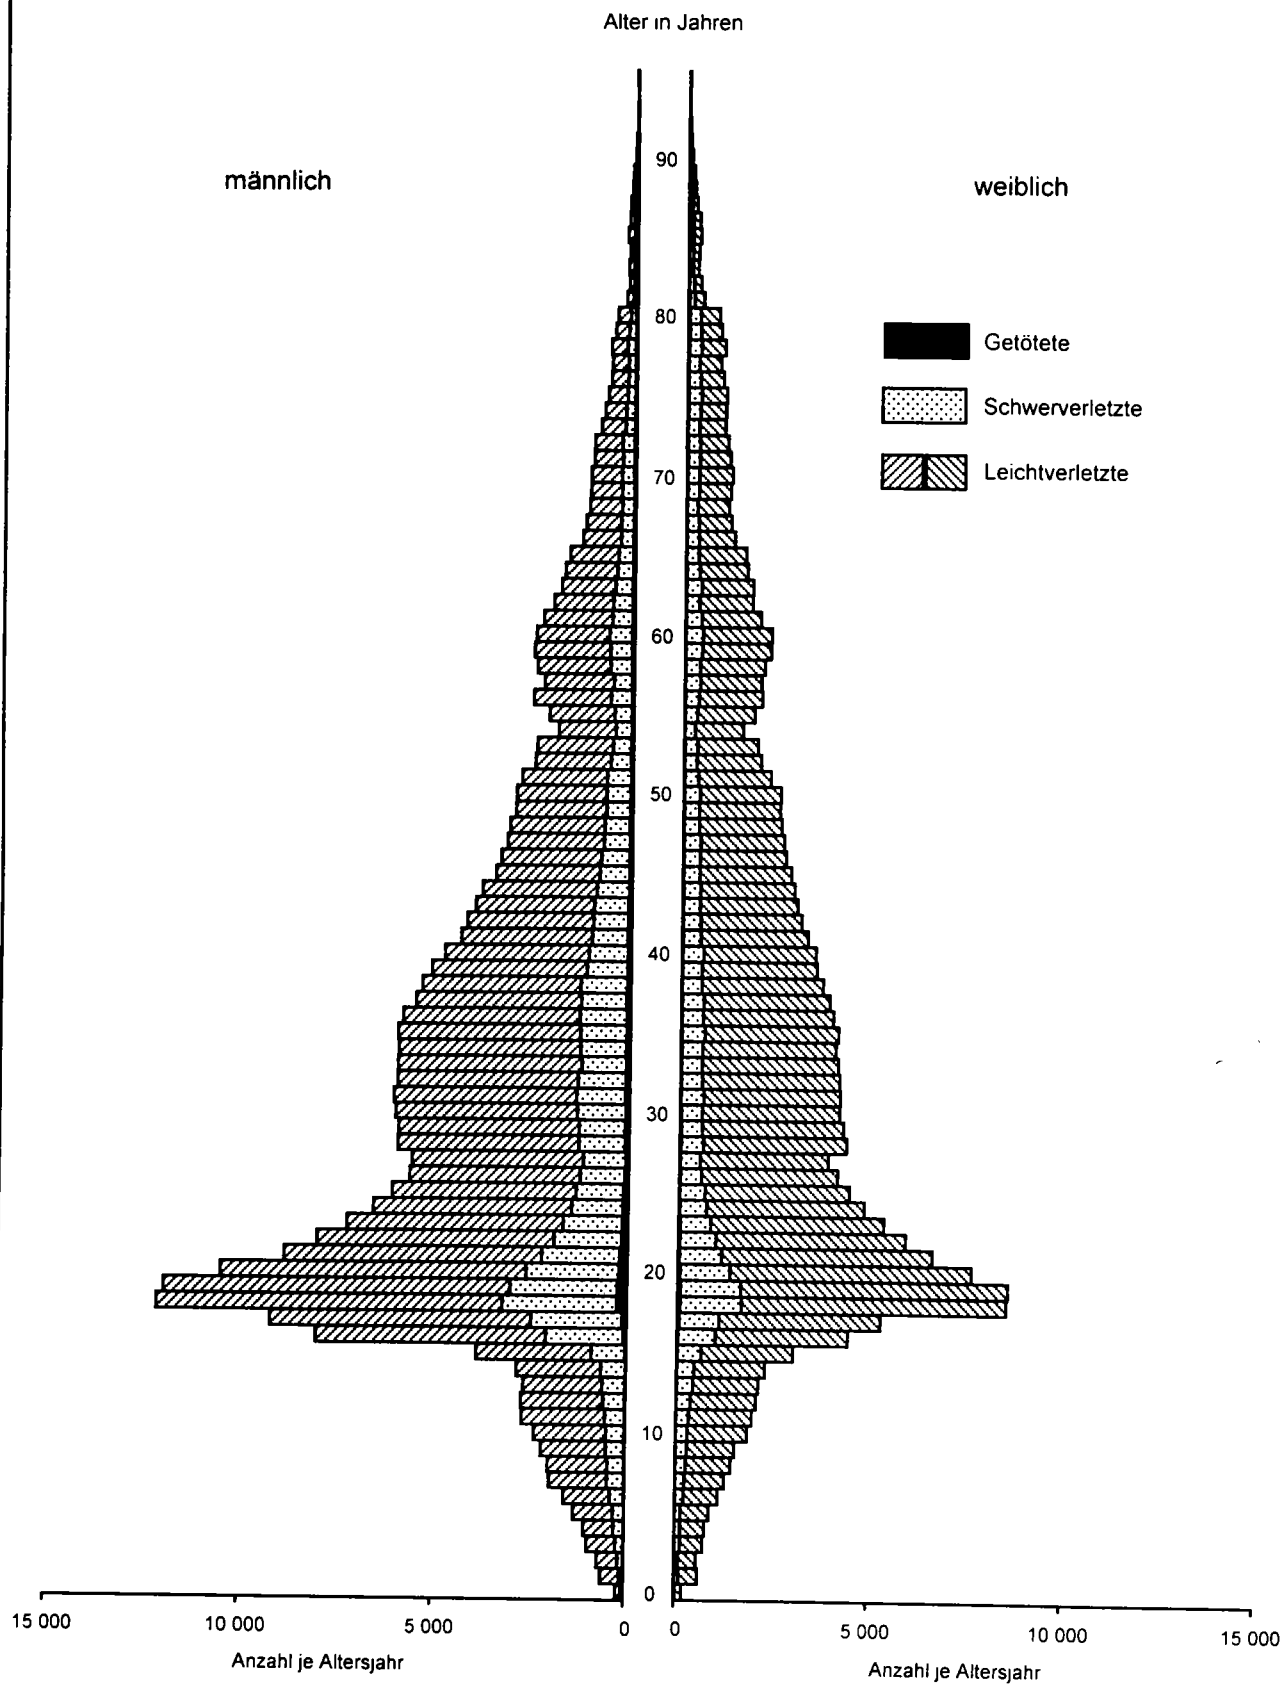 Alter in Jahren
männlich
weiblich
90
80
70
60
50
40
30
20
10
0
Getötete
Schwerverletzte
Leichtverletzte
15 000 10 000 5 000 0
0 5 000 10 000 15 000
Anzahl je Altersjahr
Anzahl je Altersjahr